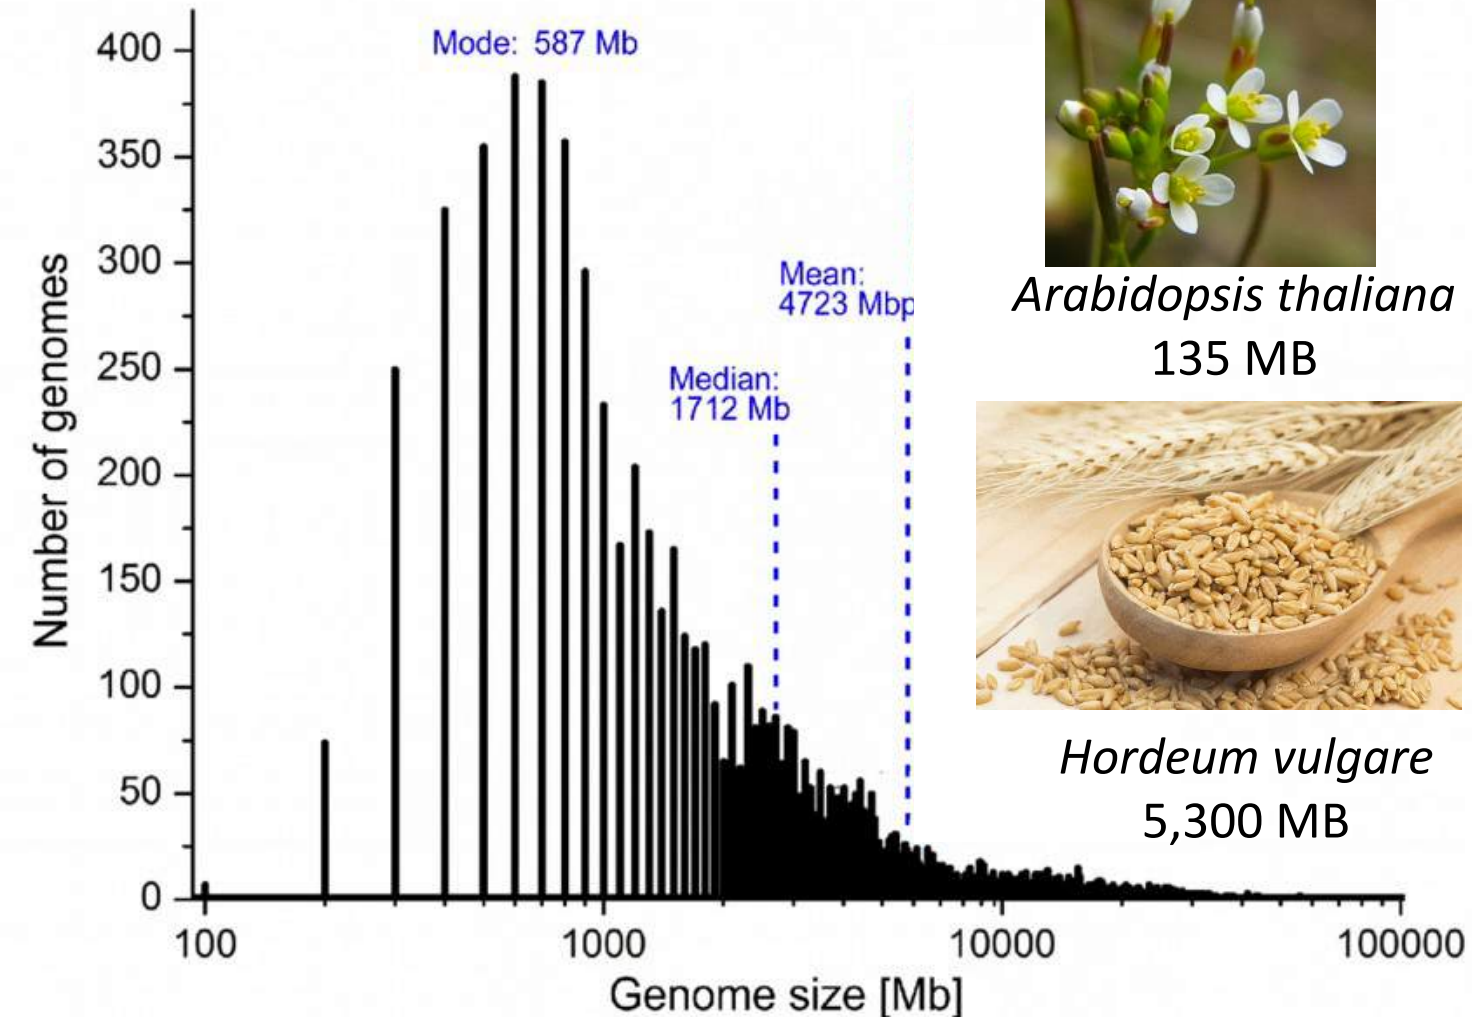 400
350
300
250
200
150
100
50
0
Number of genomes
Mode: 587 Mb
Mean:
4723 Mbp
Median:
1712 Mb
100
1000
10000
100000
Genome size [Mb]
Arabidopsis thaliana
135 MB
Hordeum vulgare
5,300 MB